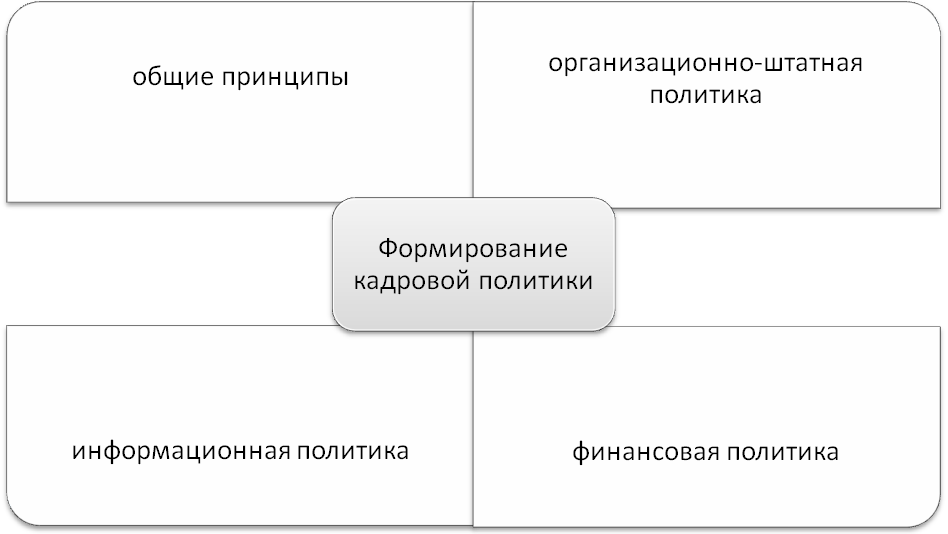 общие принципы
организационно-штатная
политика
Формирование
кадровой политики
информационная политика
финансовая политика